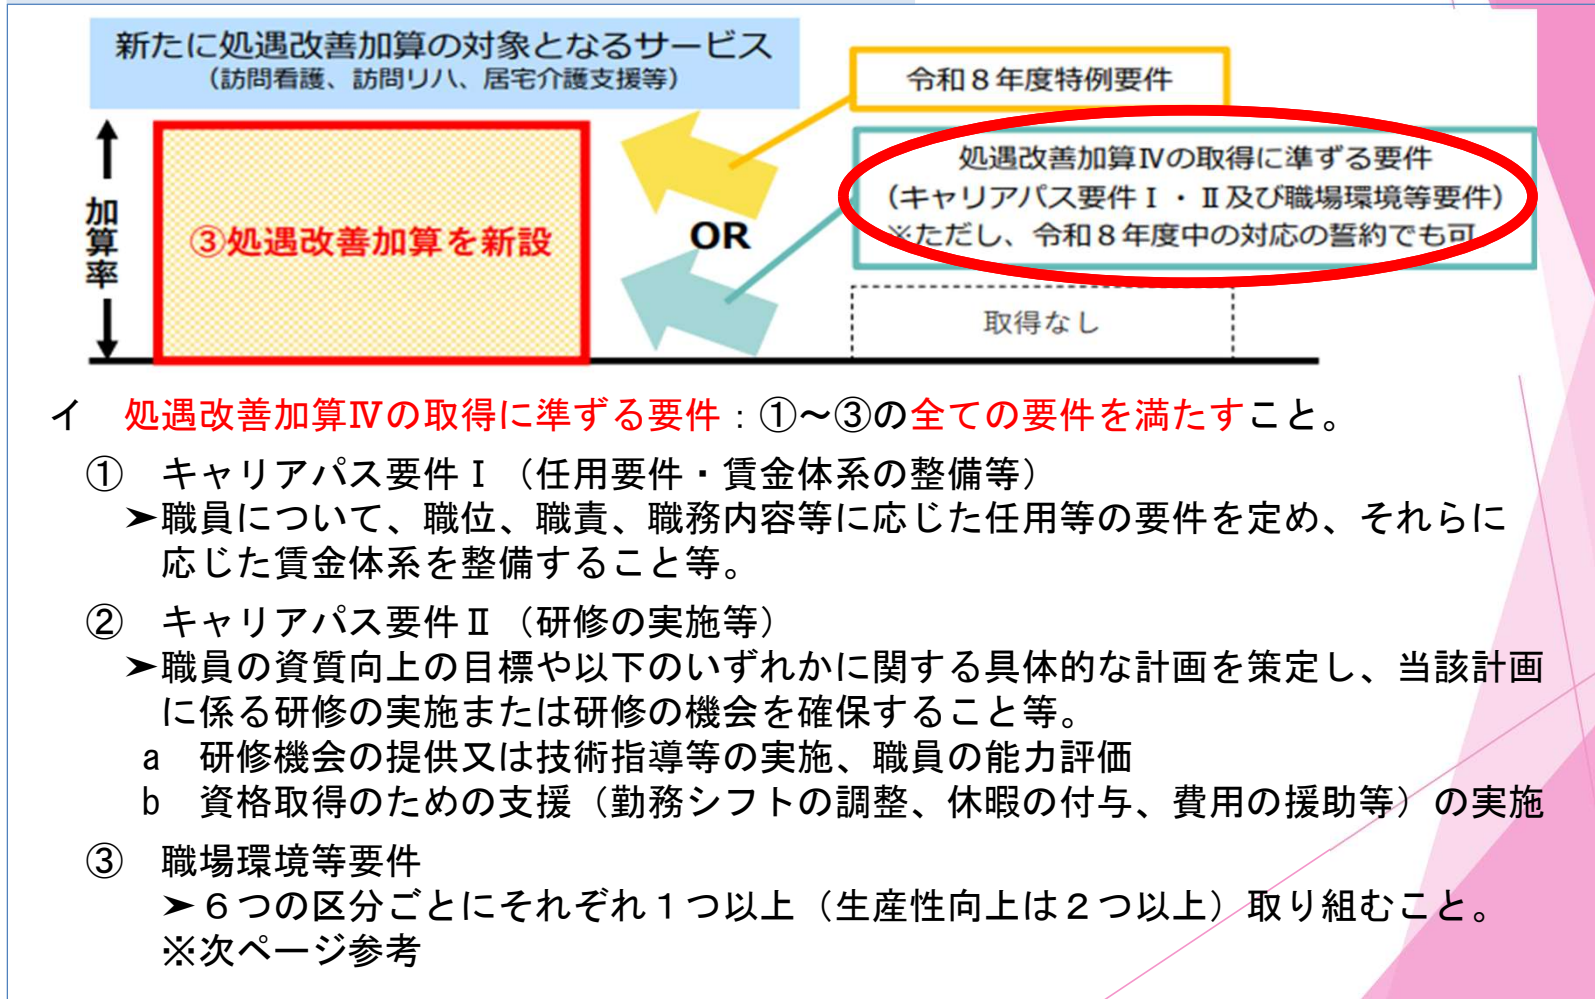 新たに処遇改善加算の対象となるサービス
（訪問看護、訪問リハ、居宅介護支援等）
令和８年度特例要件
処遇改善加算Ⅳの取得に準ずる要件
（キャリアパス要件Ⅰ・Ⅱ及び職場環境等要件）
※ただし、令和８年度中の対応の誓約でも可
加算率
③処遇改善加算を新設
OR
取得なし
イ　処遇改善加算Ⅳの取得に準ずる要件：①～③の全ての要件を満たすこと。
①　キャリアパス要件Ⅰ（任用要件・賃金体系の整備等）
➤職員について、職位、職責、職務内容等に応じた任用等の要件を定め、それらに
応じた賃金体系を整備すること等。
②　キャリアパス要件Ⅱ（研修の実施等）
➤職員の資質向上の目標や以下のいずれかに関する具体的な計画を策定し、当該計画
に係る研修の実施または研修の機会を確保すること等。
a　研修機会の提供又は技術指導等の実施、職員の能力評価
b　資格取得のための支援（勤務シフトの調整、休暇の付与、費用の援助等）の実施
③　職場環境等要件
➤６つの区分ごとにそれぞれ１つ以上（生産性向上は２つ以上）取り組むこと。
※次ページ参考